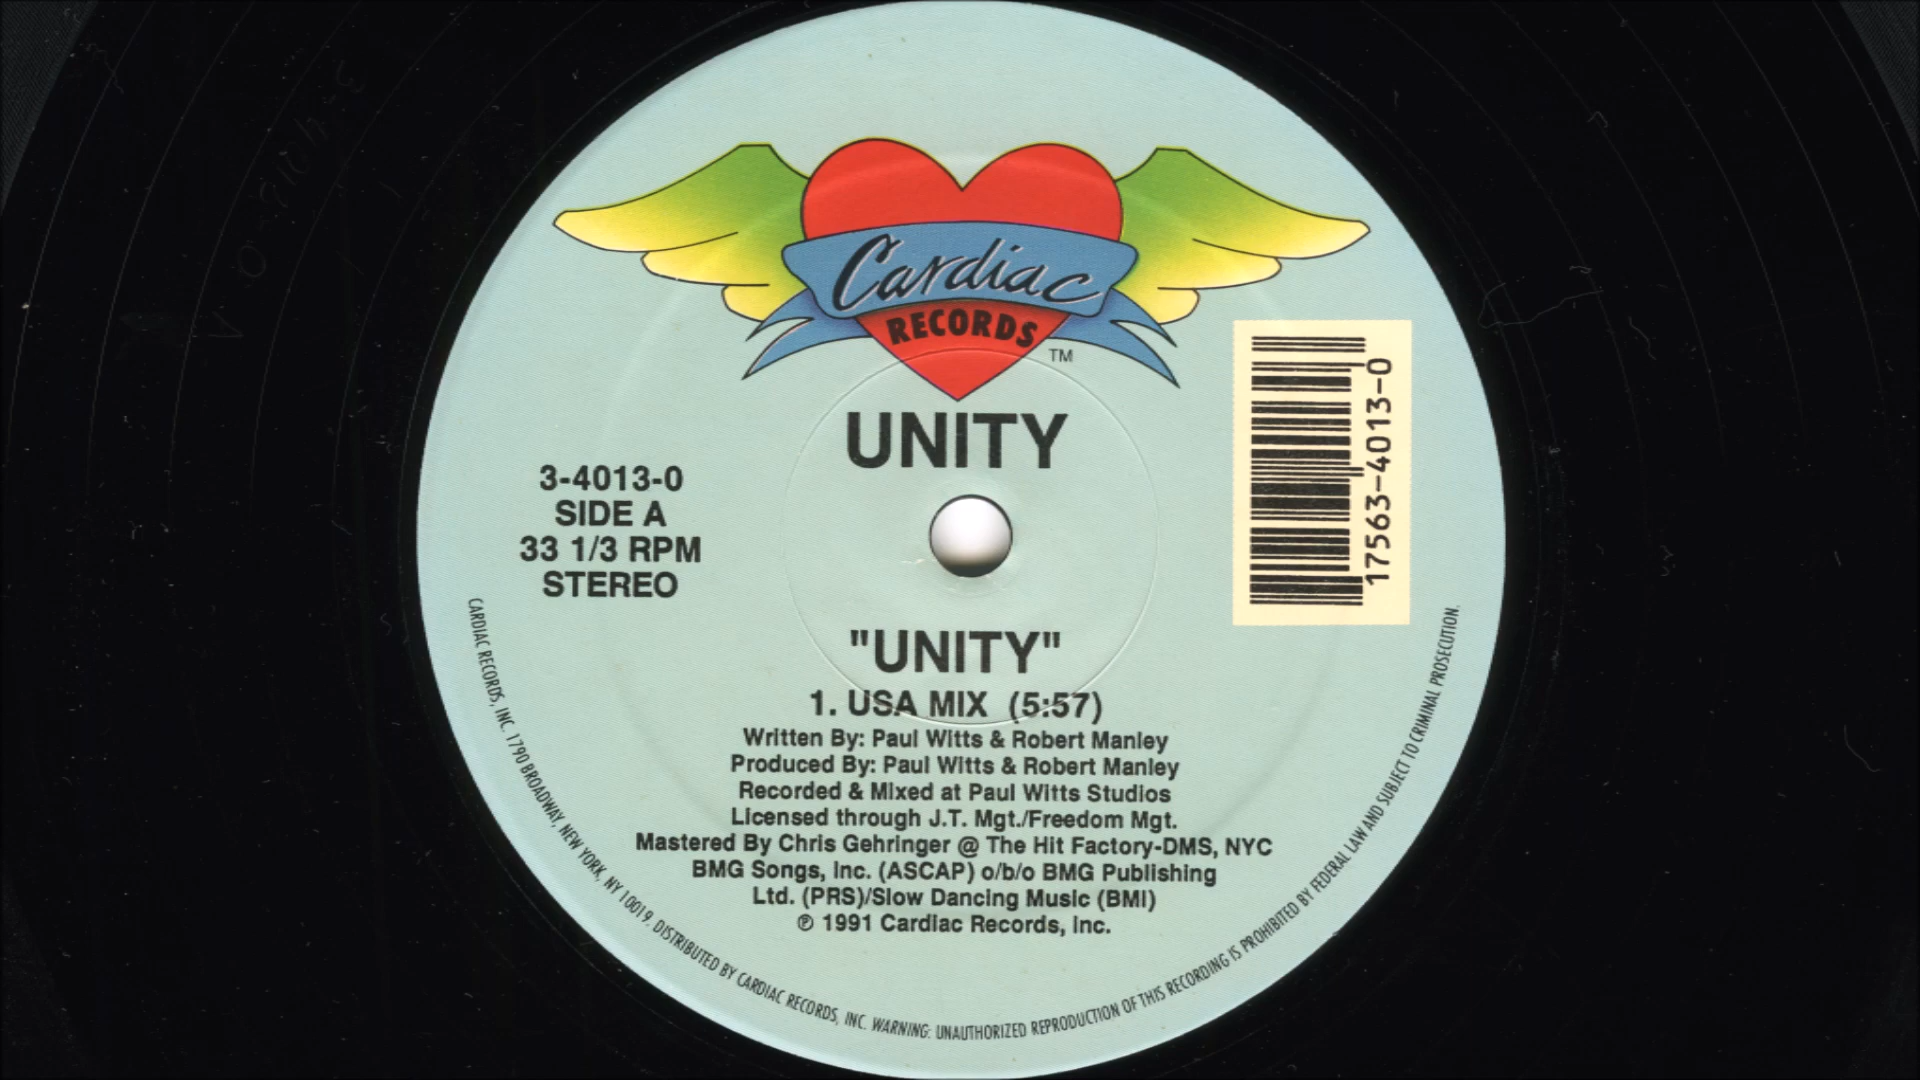 Cardiac
RECORDS
TM
UNITY
3-4013-0
SIDE A
33 1/3 RPM
STEREO
17563-4013-0
"UNITY"
1. USA MIX (5:57)
Written By: Paul Witts & Robert Manley
Produced By: Paul Witts & Robert Manley
Recorded & Mixed at Paul Witts Studios
Licensed through J.T. Mgt./Freedom Mgt.
Mastered By Chris Gehringer @ The Hit Factory-DMS, NYC
BMG Songs, Inc. (ASCAP) o/b/o BMG Publishing
Ltd. (PRS)/Slow Dancing Music (BMI)
℗ 1991 Cardiac Records, Inc.
CARDIAC RECORDS, INC. 1790 BROADWAY, NEW YORK, NY 10019. DISTRIBUTED BY CARDIAC RECORDS, INC. WARNING: UNAUTHORIZED REPRODUCTION OF THIS RECORDING IS PROHIBITED BY FEDERAL LAW AND SUBJECT TO CRIMINAL PROSECUTION.